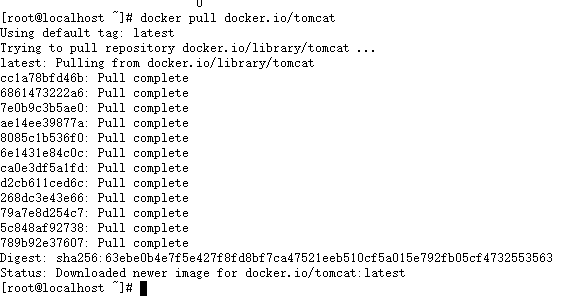 [root@localhost ~]# docker pull docker.io/tomcat
Using default tag: latest
Trying to pull repository docker.io/library/tomcat ...
latest: Pulling from docker.io/library/tomcat
cc1a78bfd46b: Pull complete
6861473222a6: Pull complete
7e0b9c3b5ae0: Pull complete
ae14ee39877a: Pull complete
8085c1b536f0: Pull complete
6e1431e84c0c: Pull complete
ca0e3df5a1fd: Pull complete
d2cb611ced6c: Pull complete
268dc3e43e66: Pull complete
79a7e8d254c7: Pull complete
5c848af92738: Pull complete
789b92e37607: Pull complete
Digest: sha256:63ebe0b4e7f5e427f8fd8bf7ca47521eeb510cf5a015e792fb05cf4732553563
Status: Downloaded newer image for docker.io/tomcat:latest
[root@localhost ~]#